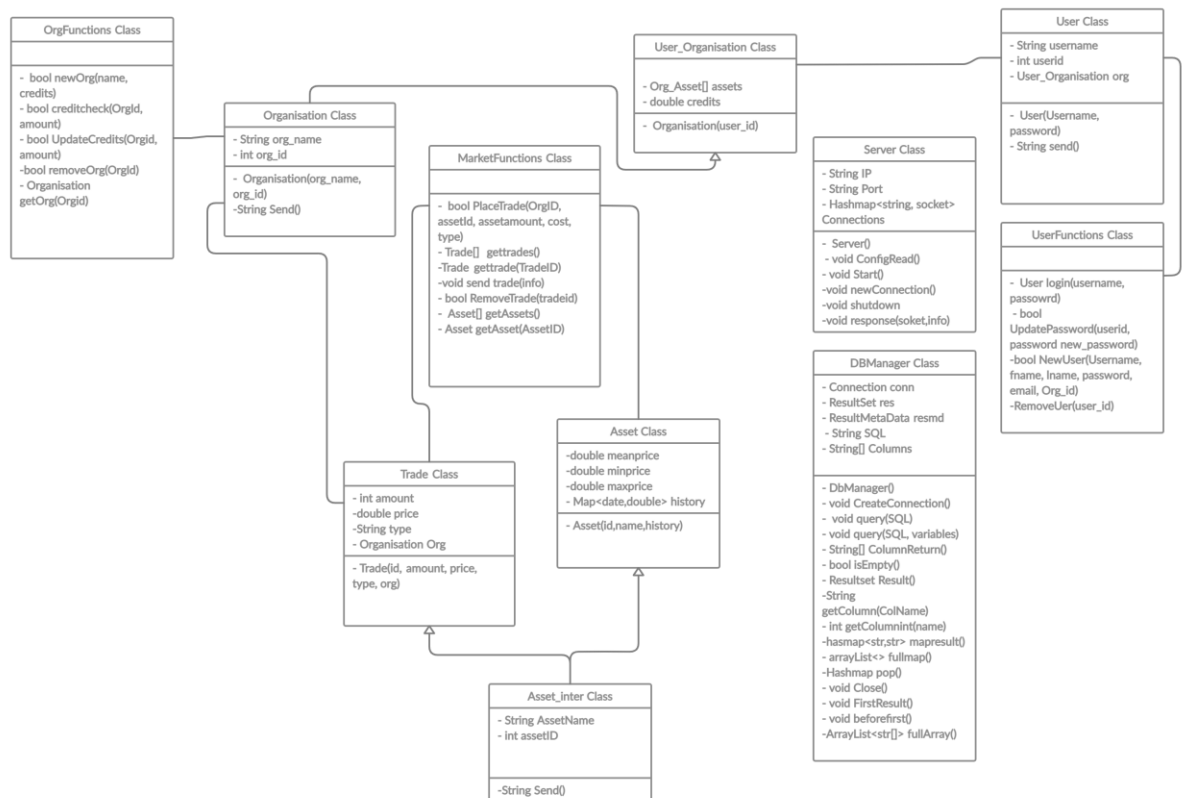 OrgFunctions Class
- bool newOrg(name,
credits)
- bool creditcheck(OrgId,
amount)
- bool UpdateCredits(Orgid,
amount)
-bool removeOrg(OrgId)
- Organisation
getOrg(Orgid)
Organisation Class
- String org_name
- int org_id
- Organisation(org_name,
org_id)
-String Send()
MarketFunctions Class
- bool PlaceTrade(OrgID,
assetId, assetamount, cost,
type)
- Trade[] gettrades()
-Trade gettrade(TradeID)
-void send trade(info)
- bool RemoveTrade(tradeid)
- Asset[] getAssets()
- Asset getAsset(AssetID)
User_Organisation Class
- Org_Asset[] assets
- double credits
- Organisation(user_id)
User Class
- String username
- int userid
- User_Organisation org
- User(Username,
password)
- String send()
Server Class
- String IP
- String Port
- Hashmap<string, socket>
Connections
- Server()
- void ConfigRead()
- void Start()
-void newConnection()
-void shutdown
-void response(soket,info)
UserFunctions Class
- User login(username,
passowrd)
- bool
UpdatePassword(userid,
password new_password)
-bool NewUser(Username,
fname, lname, password,
email, Org_id)
-RemoveUer(user_id)
DBManager Class
- Connection conn
- ResultSet res
- ResultMetaData resmd
- String SQL
- String[] Columns
- DbManager()
- void CreateConnection()
- void query(SQL)
- void query(SQL, variables)
- String[] ColumnReturn()
- bool isEmpty()
- Resultset Result()
-String
getColumn(ColName)
- int getColumnint(name)
-hasmap<str,str> mapresult()
- arrayList<> fullmap()
-Hashmap pop()
- void Close()
- void FirstResult()
- void beforefirst()
-ArrayList<str[]> fullArray()
Asset Class
-double meanprice
-double minprice
-double maxprice
- Map<date,double> history
- Asset(id,name,history)
Trade Class
- int amount
-double price
-String type
- Organisation Org
- Trade(id, amount, price,
type, org)
Asset_inter Class
- String AssetName
- int assetID
-String Send()